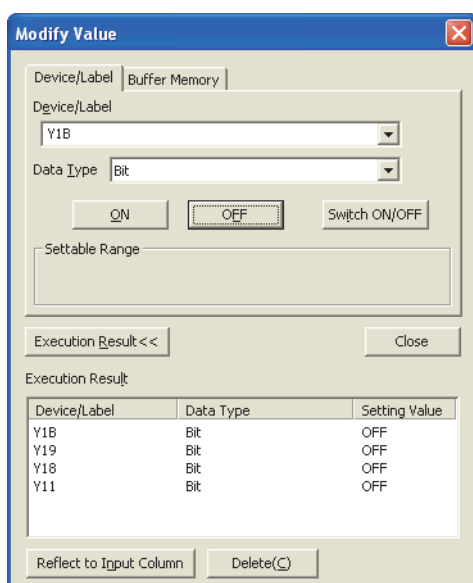 Modify Value
Device/Label Buffer Memory
Device/Label
Y1B
Data Type Bit
ON OFF Switch ON/OFF
Settable Range
Execution Result<< Close
Execution Result
Device/Label Data Type Setting Value
Y1B Bit OFF
Y19 Bit OFF
Y18 Bit OFF
Y11 Bit OFF
Reflect to Input Column Delete(C)